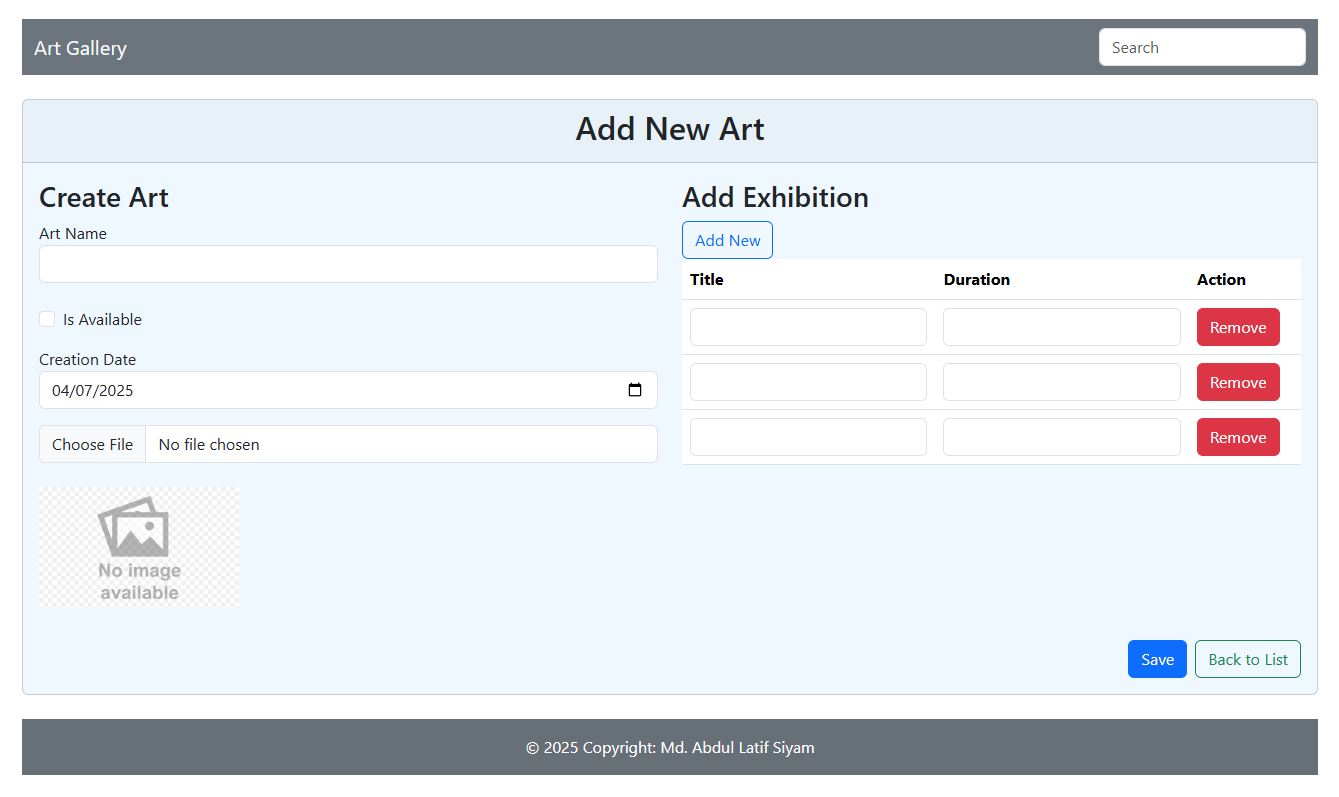 Art Gallery
Search
Add New Art
Create Art
Art Name
Is Available
Creation Date
04/07/2025
Choose File No file chosen
No image
available
Add Exhibition
Add New
Title Duration Action
Remove
Remove
Remove
Save Back to List
© 2025 Copyright: Md. Abdul Latif Siyam